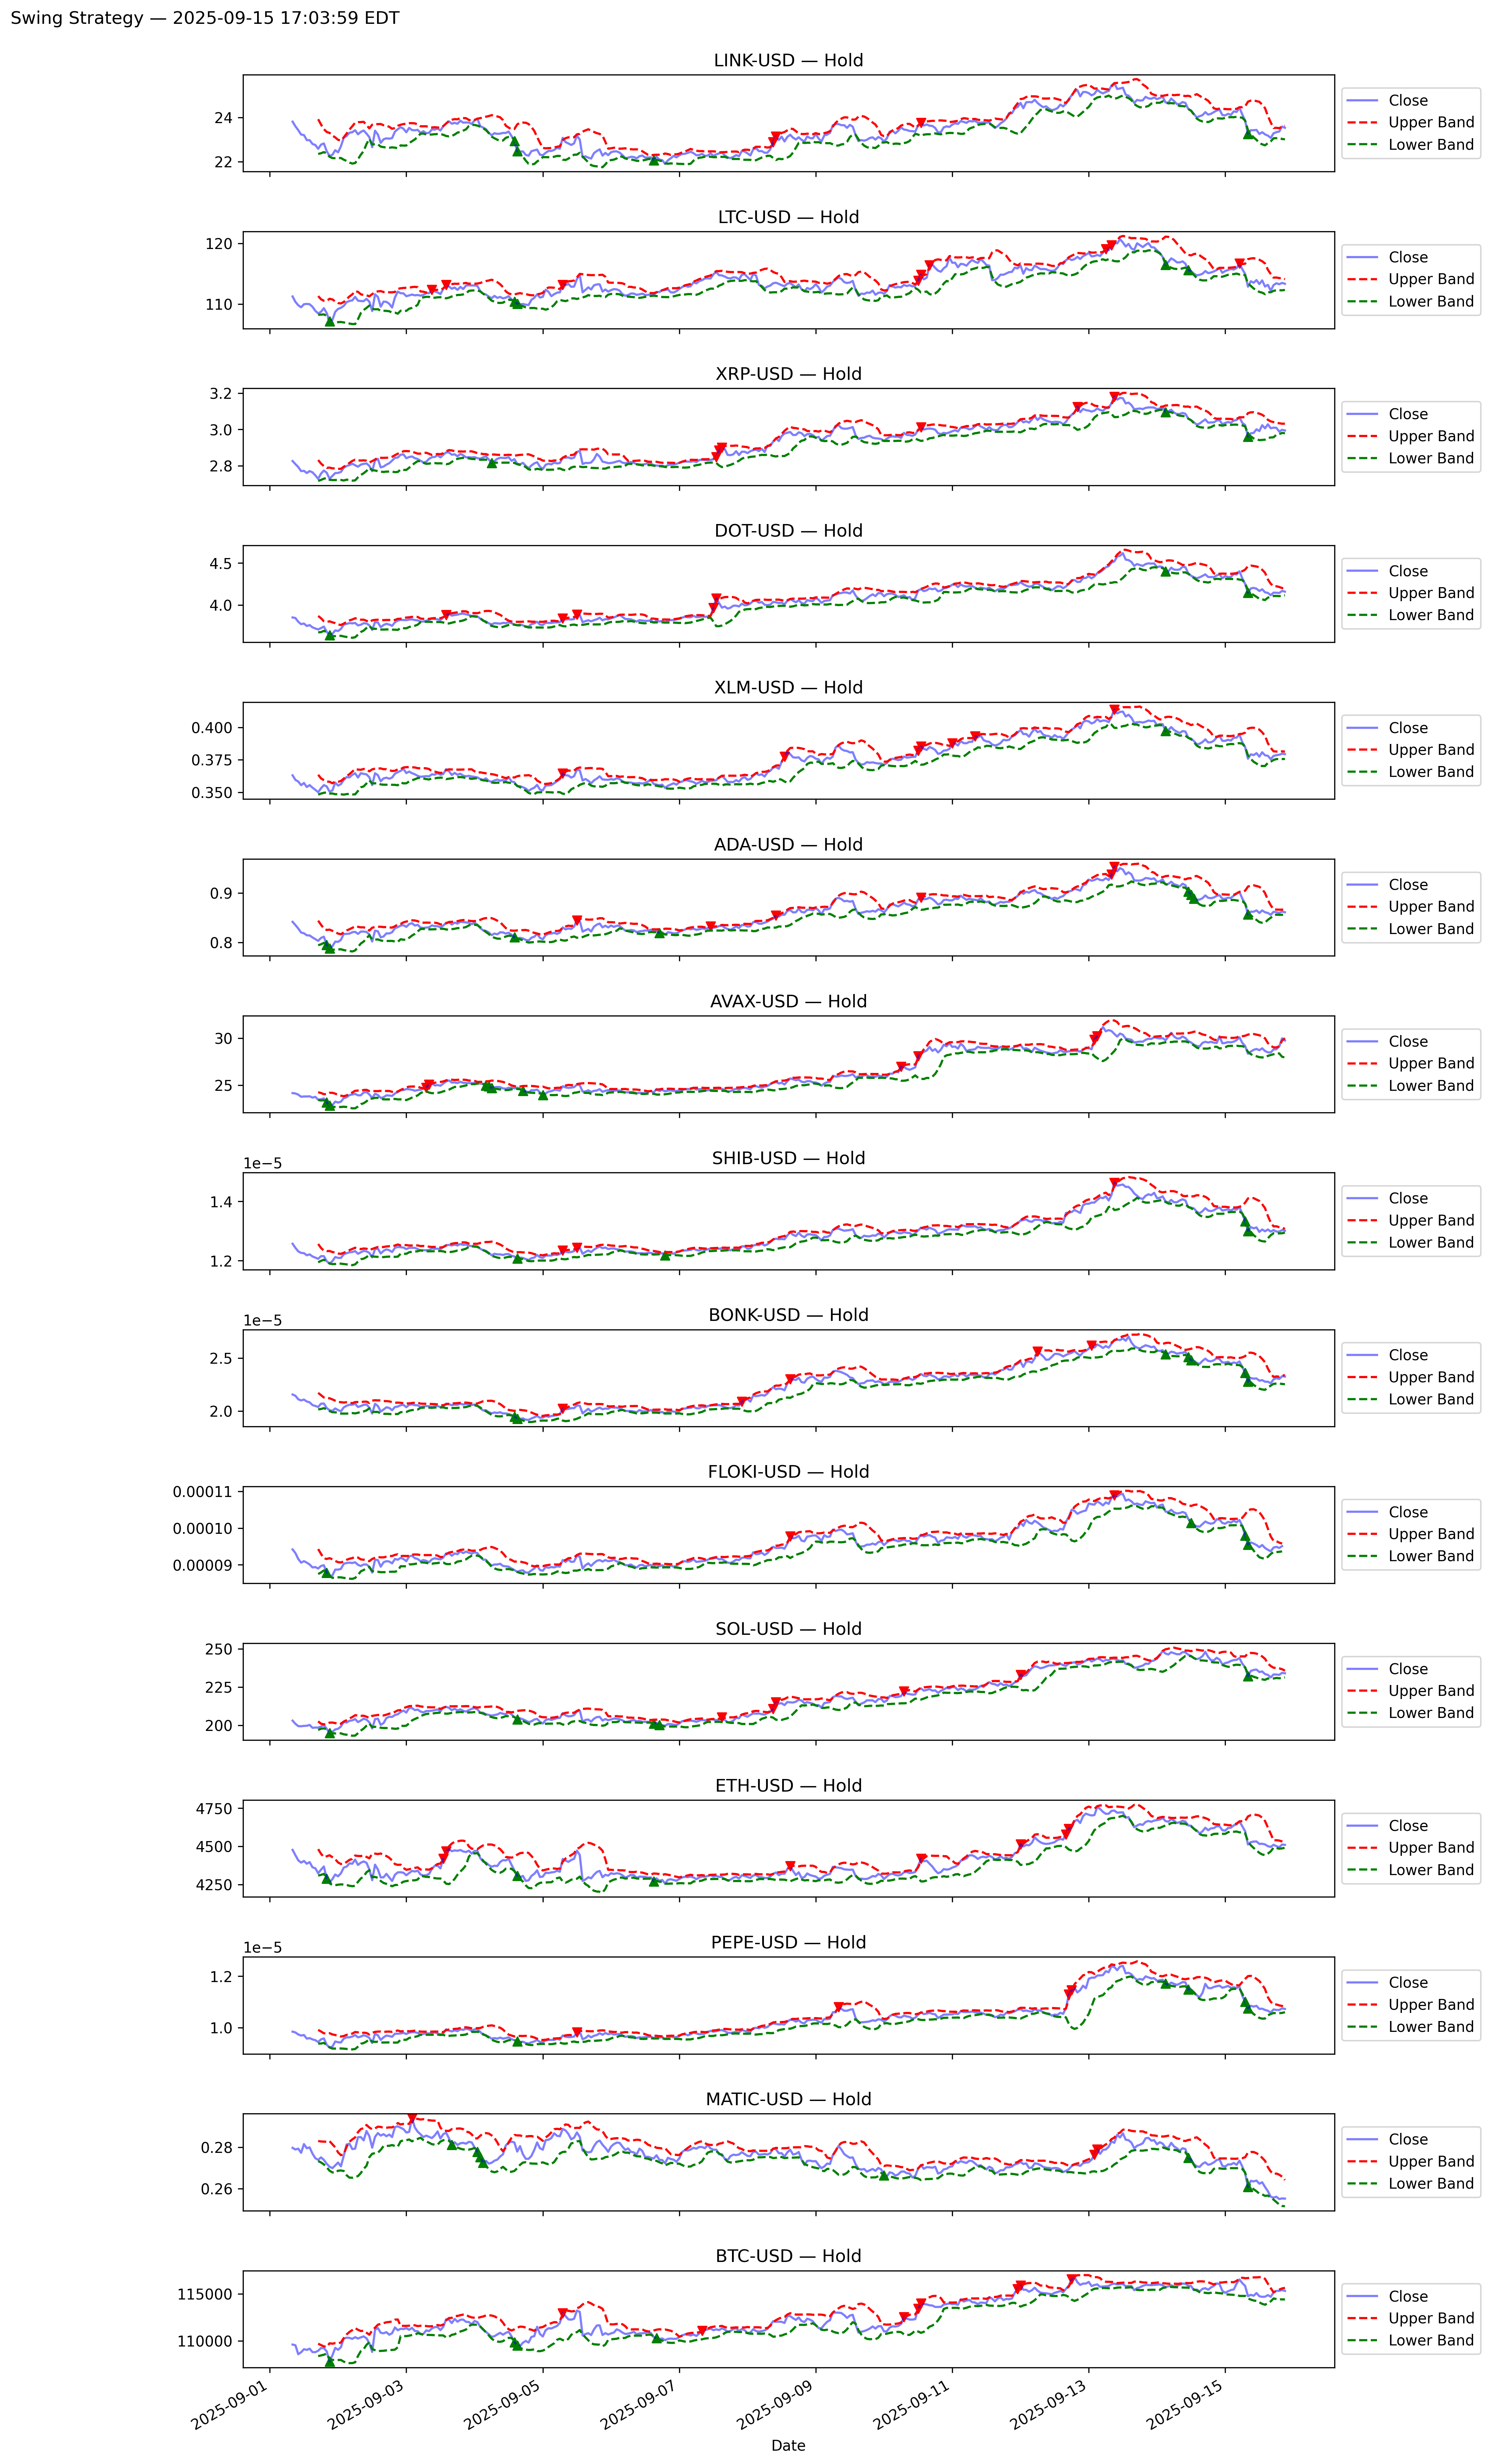 Swing Strategy — 2025-09-15 17:03:59 EDT
LINK-USD — Hold
24
22
Close
Upper Band
Lower Band
LTC-USD — Hold
120
110
Close
Upper Band
Lower Band
XRP-USD — Hold
3.2
3.0
2.8
Close
Upper Band
Lower Band
DOT-USD — Hold
4.5
4.0
Close
Upper Band
Lower Band
XLM-USD — Hold
0.400
0.375
0.350
Close
Upper Band
Lower Band
ADA-USD — Hold
0.9
0.8
Close
Upper Band
Lower Band
AVAX-USD — Hold
30
25
Close
Upper Band
Lower Band
SHIB-USD — Hold
1e−5
1.4
1.2
Close
Upper Band
Lower Band
BONK-USD — Hold
1e−5
2.5
2.0
Close
Upper Band
Lower Band
FLOKI-USD — Hold
0.00011
0.00010
0.00009
Close
Upper Band
Lower Band
SOL-USD — Hold
250
225
200
Close
Upper Band
Lower Band
ETH-USD — Hold
4750
4500
4250
Close
Upper Band
Lower Band
PEPE-USD — Hold
1e−5
1.2
1.0
Close
Upper Band
Lower Band
MATIC-USD — Hold
0.28
0.26
Close
Upper Band
Lower Band
BTC-USD — Hold
115000
110000
Close
Upper Band
Lower Band
2025-09-01
2025-09-03
2025-09-05
2025-09-07
2025-09-09
2025-09-11
2025-09-13
2025-09-15
Date